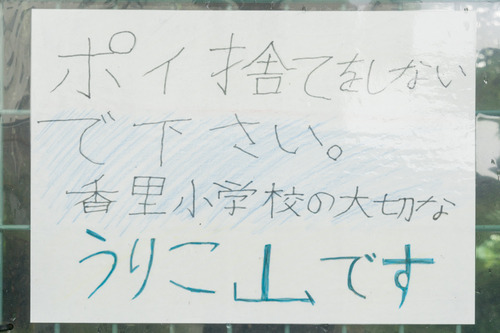 ポイ捨てをしない
で下さい。
香里小学校の大切な
うりこ山です